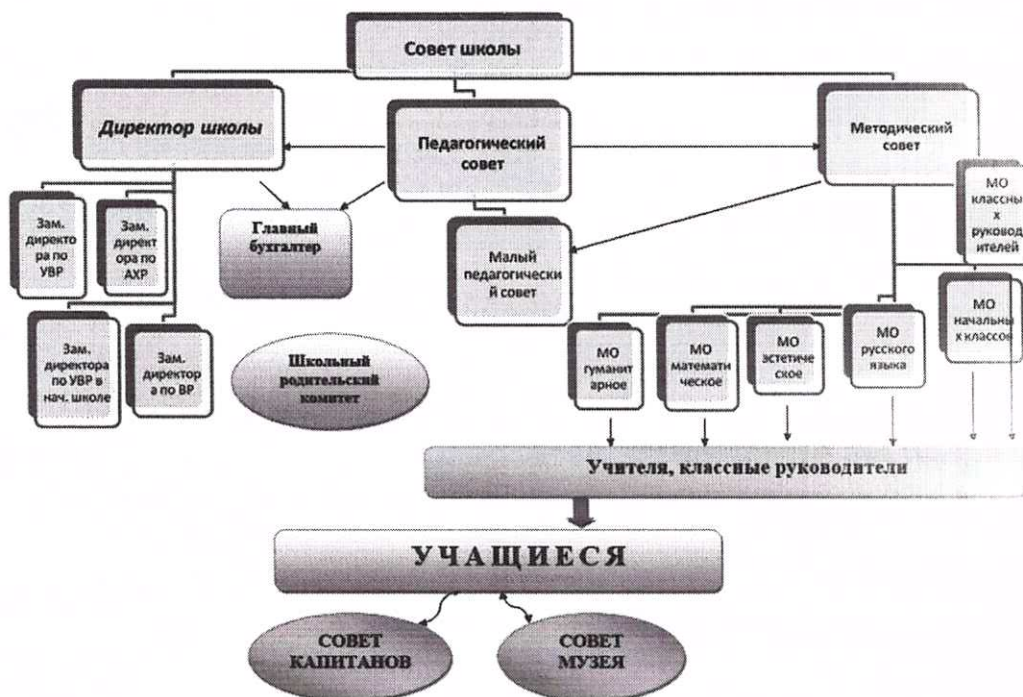 Совет школы
Директор школы
Педагогический
совет
Методический
совет
МО
классны
х
руковод
ителей
Зам.
директо
ра по
УВР
Зам.
директ
ора по
АХР
Главный
бухгалтер
Малый
педагогически
й совет
МО
начальны
х классов
Зам.
директора
по УВР в
нач. школе
Зам.
директор
а по ВР
Школьный
родительский
комитет
МО
гуманит
арное
МО
математи
ческое
МО
эстетиче
ское
МО
русского
языка
Учителя, классные руководители
УЧАЩИЕСЯ
СОВЕТ
КАПИТАНОВ
СОВЕТ
МУЗЕЯ